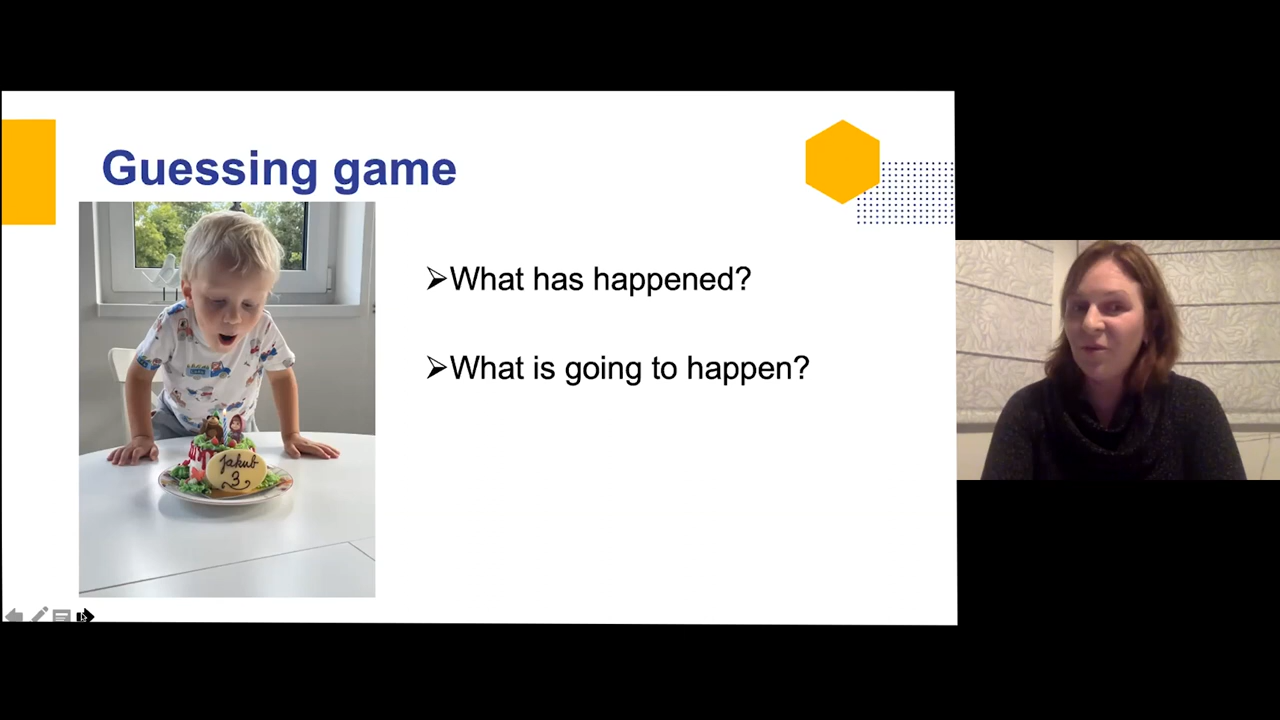 Guessing game
➢What has happened?
➢What is going to happen?
Jakub
3